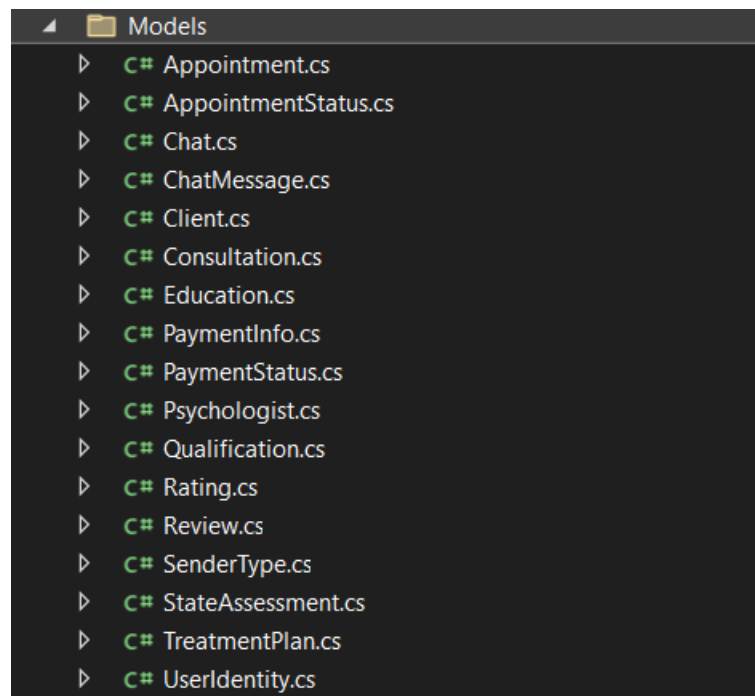 Models
C# Appointment.cs
C# AppointmentStatus.cs
C# Chat.cs
C# ChatMessage.cs
C# Client.cs
C# Consultation.cs
C# Education.cs
C# PaymentInfo.cs
C# PaymentStatus.cs
C# Psychologist.cs
C# Qualification.cs
C# Rating.cs
C# Review.cs
C# SenderType.cs
C# StateAssessment.cs
C# TreatmentPlan.cs
C# UserIdentity.cs